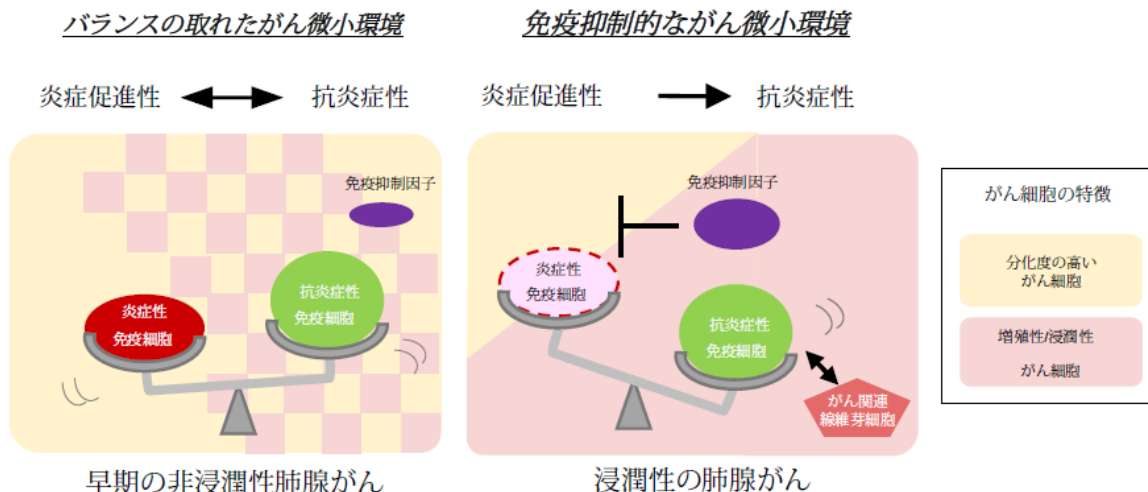 バランスの取れたがん微小環境
炎症促進性
抗炎症性
免疫抑制因子
炎症性
免疫細胞
抗炎症性
免疫細胞
早期の非浸潤性肺腺がん
免疫抑制的ながん微小環境
炎症促進性
抗炎症性
免疫抑制因子
炎症性
免疫細胞
抗炎症性
免疫細胞
がん関連
線維芽細胞
浸潤性の肺腺がん
がん細胞の特徴
分化度の高い
がん細胞
増殖性/浸潤性
がん細胞